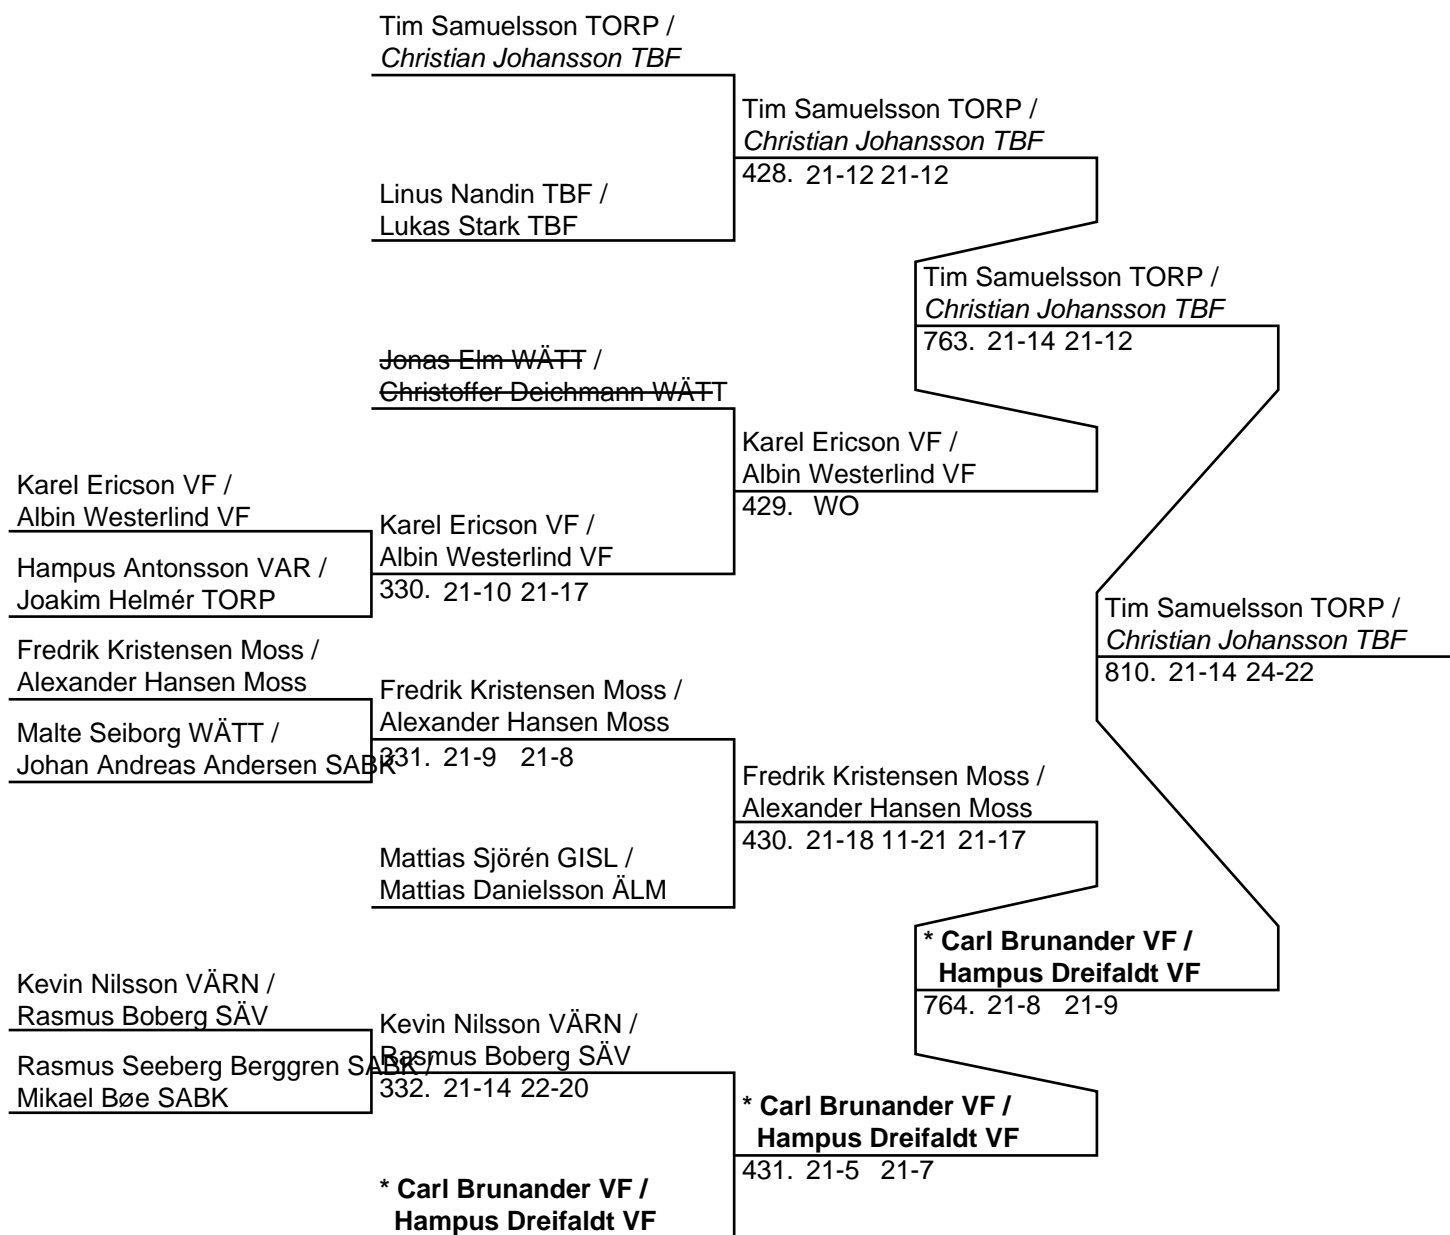 Tim Samuelsson TORP /
Christian Johansson TBF
Tim Samuelsson TORP /
Christian Johansson TBF
428. 21-12 21-12
Linus Nandin TBF /
Lukas Stark TBF
Tim Samuelsson TORP /
Christian Johansson TBF
763. 21-14 21-12
Jonas Elm WÄTT /
Christoffer Deichmann WÄTT
Karel Ericson VF /
Albin Westerlind VF
429. WO
Karel Ericson VF /
Albin Westerlind VF
Karel Ericson VF /
Albin Westerlind VF
330. 21-10 21-17
Hampus Antonsson VAR /
Joakim Helmér TORP
Tim Samuelsson TORP /
Christian Johansson TBF
810. 21-14 24-22
Fredrik Kristensen Moss /
Alexander Hansen Moss
Fredrik Kristensen Moss /
Alexander Hansen Moss
331. 21-9 21-8
Malte Seiborg WÄTT /
Johan Andreas Andersen SABK
Fredrik Kristensen Moss /
Alexander Hansen Moss
430. 21-18 11-21 21-17
Mattias Sjörén GISL /
Mattias Danielsson ÄLM
* Carl Brunander VF /
Hampus Dreifaldt VF
764. 21-8 21-9
Kevin Nilsson VÄRN /
Rasmus Boberg SÄV
Kevin Nilsson VÄRN /
Rasmus Boberg SÄV
332. 21-14 22-20
Rasmus Seeberg Berggren SABK /
Mikael Bøe SABK
* Carl Brunander VF /
Hampus Dreifaldt VF
431. 21-5 21-7
* Carl Brunander VF /
Hampus Dreifaldt VF